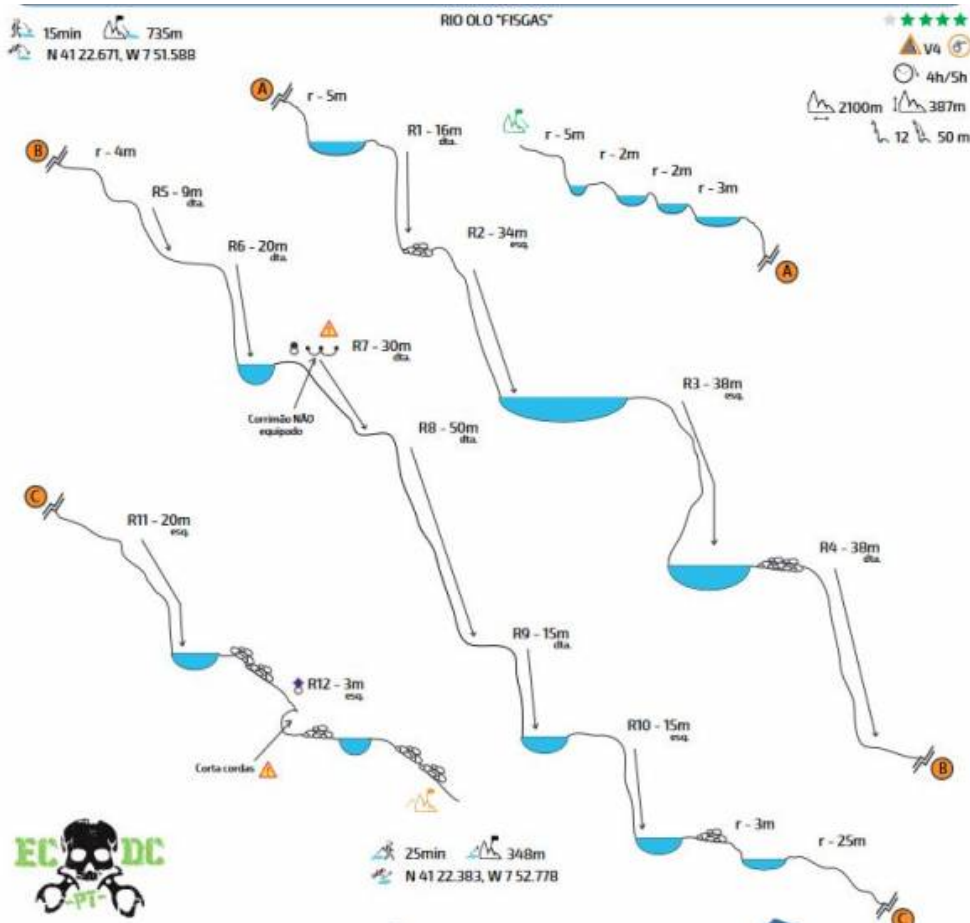 RIO OLO "FISGAS"
15min 735m
N 41 22.671, W 7 51.588
V4
4h/5h
2100m 387m
12 50 m
r - 5m
r - 2m
r - 2m
r - 3m
A
A
r - 5m
R1 - 16m
dta.
R2 - 34m
esq.
R3 - 38m
esq.
R4 - 38m
dta.
B
B
r - 4m
R5 - 9m
dta.
R6 - 20m
dta.
R7 - 30m
dta.
Corrimão NÃO
equipado
R8 - 50m
dta.
R9 - 15m
dta.
R10 - 15m
esq.
r - 3m
r - 25m
C
C
R11 - 20m
esq.
R12 - 3m
esq.
Corta cordas
25min 348m
N 41 22.383, W 7 52.778
EC DC
-PT-